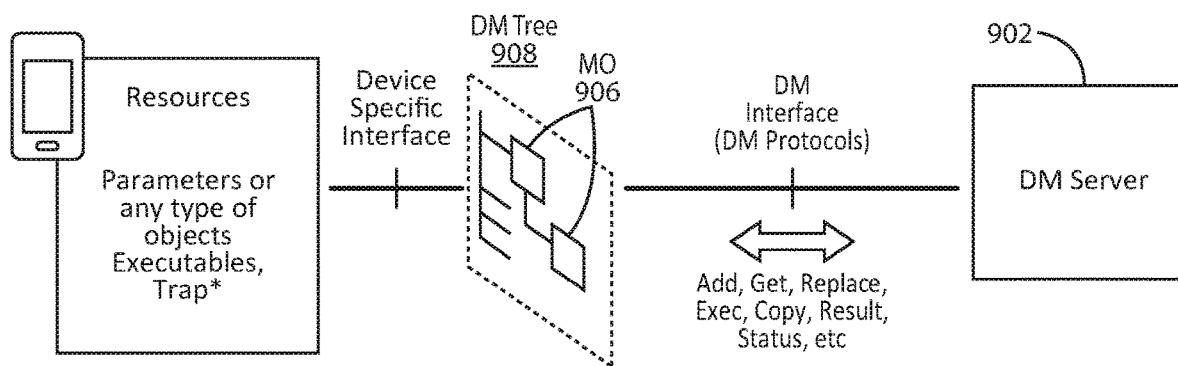 Resources
Parameters or
any type of
objects
Executables,
Trap*
Device
Specific
Interface
DM Tree
908
MO
906
DM
Interface
(DM Protocols)
Add, Get, Replace,
Exec, Copy, Result,
Status, etc
902
DM Server